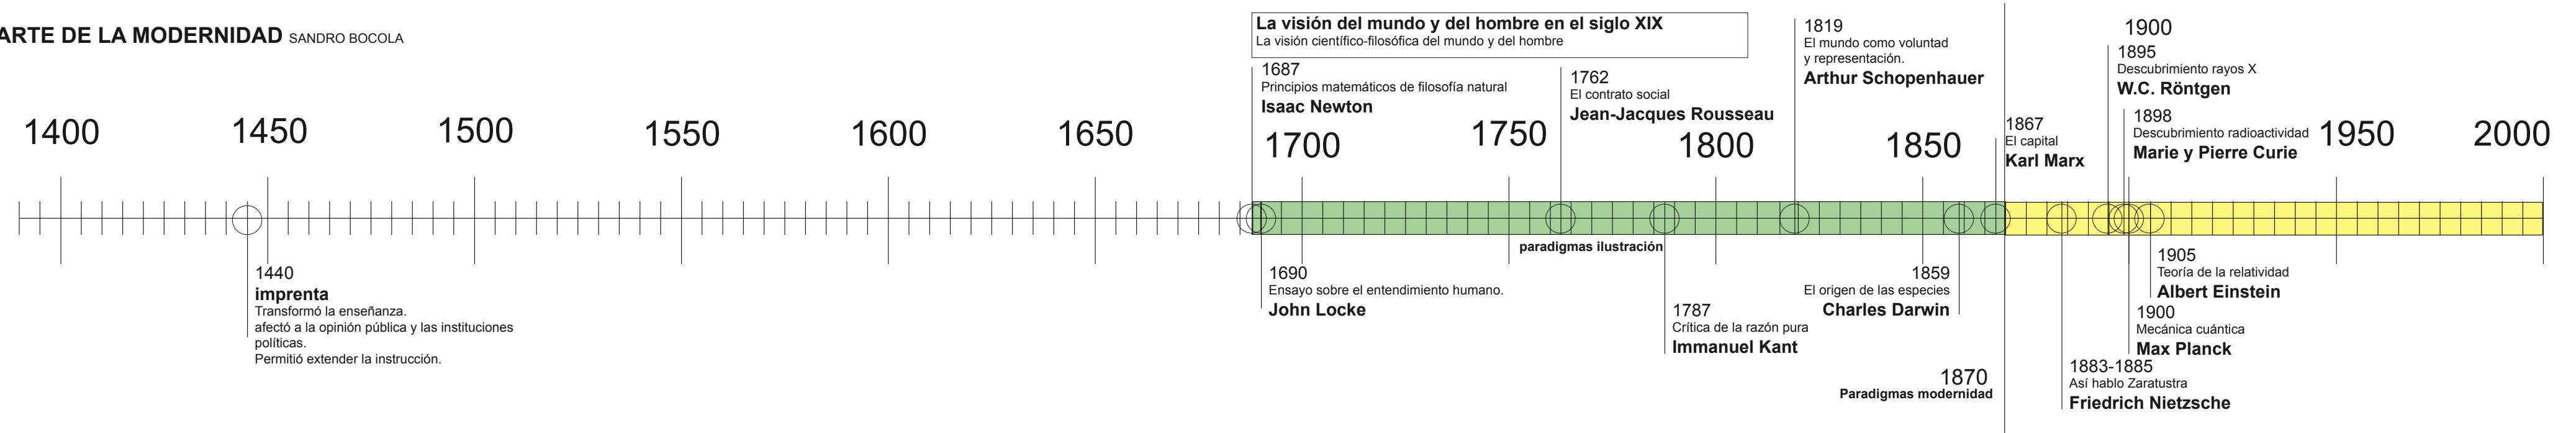 ARTE DE LA MODERNIDAD SANDRO BOCOLA
La visión del mundo y del hombre en el siglo XIX
La visión científico-filosófica del mundo y del hombre
1687
Principios matemáticos de filosofía natural
Isaac Newton
1762
El contrato social
Jean-Jacques Rousseau
1819
El mundo como voluntad
y representación.
Arthur Schopenhauer
1867
El capital
Karl Marx
1900
1895
Descubrimiento rayos X
W.C. Röntgen
1898
Descubrimiento radioactividad
Marie y Pierre Curie
1400
1450
1500
1550
1600
1650
1700
1750
1800
1850
1950
2000
1440
imprenta
Transformó la enseñanza.
afectó a la opinión pública y las instituciones
políticas.
Permitió extender la instrucción.
1690
Ensayo sobre el entendimiento humano.
John Locke
paradigmas ilustración
1787
Crítica de la razón pura
Immanuel Kant
1859
El origen de las especies
Charles Darwin
1870
Paradigmas modernidad
1905
Teoría de la relatividad
Albert Einstein
1900
Mecánica cuántica
Max Planck
1883-1885
Así hablo Zaratustra
Friedrich Nietzsche